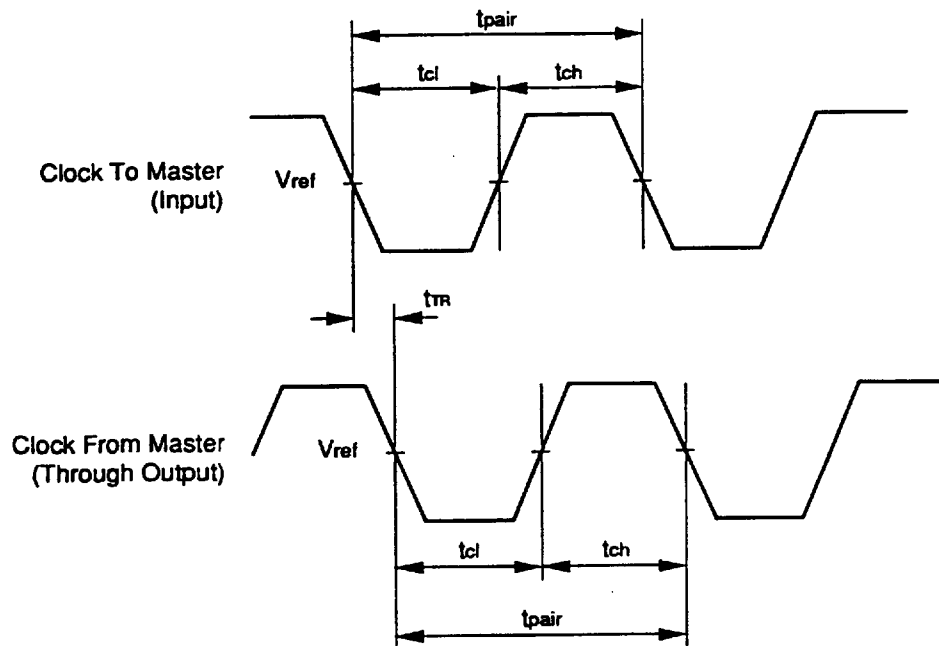 tpair
tcl
tch
Clock To Master
(Input)
Vref
tTR
Clock From Master
(Through Output)
Vref
tcl
tch
tpair